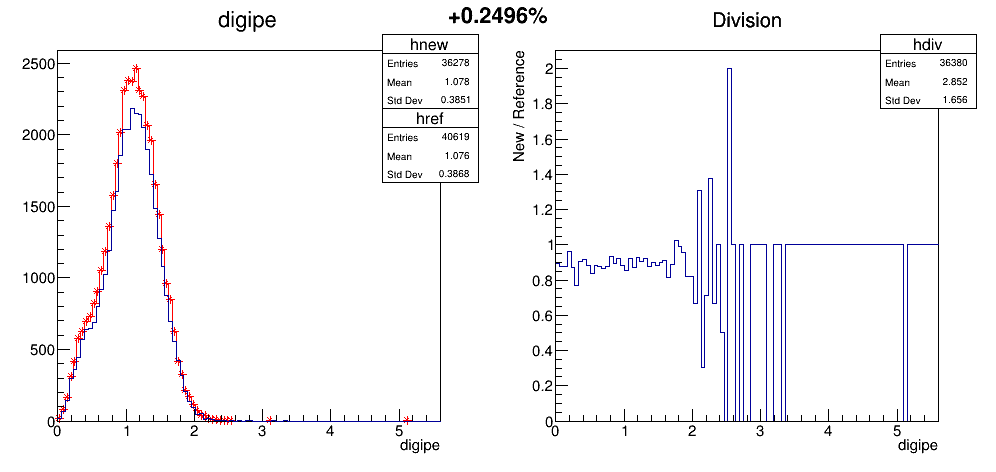 digipe
+0.2496%
Division
hnew
Entries 36278
Mean 1.078
Std Dev 0.3851
href
Entries 40619
Mean 1.076
Std Dev 0.3868
2500
2000
1500
1000
500
0
0 1 2 3 4 5
digipe
hdiv
Entries 36380
Mean 2.852
Std Dev 1.656
New / Reference
2
1.8
1.6
1.4
1.2
1
0.8
0.6
0.4
0.2
0
0 1 2 3 4 5
digipe